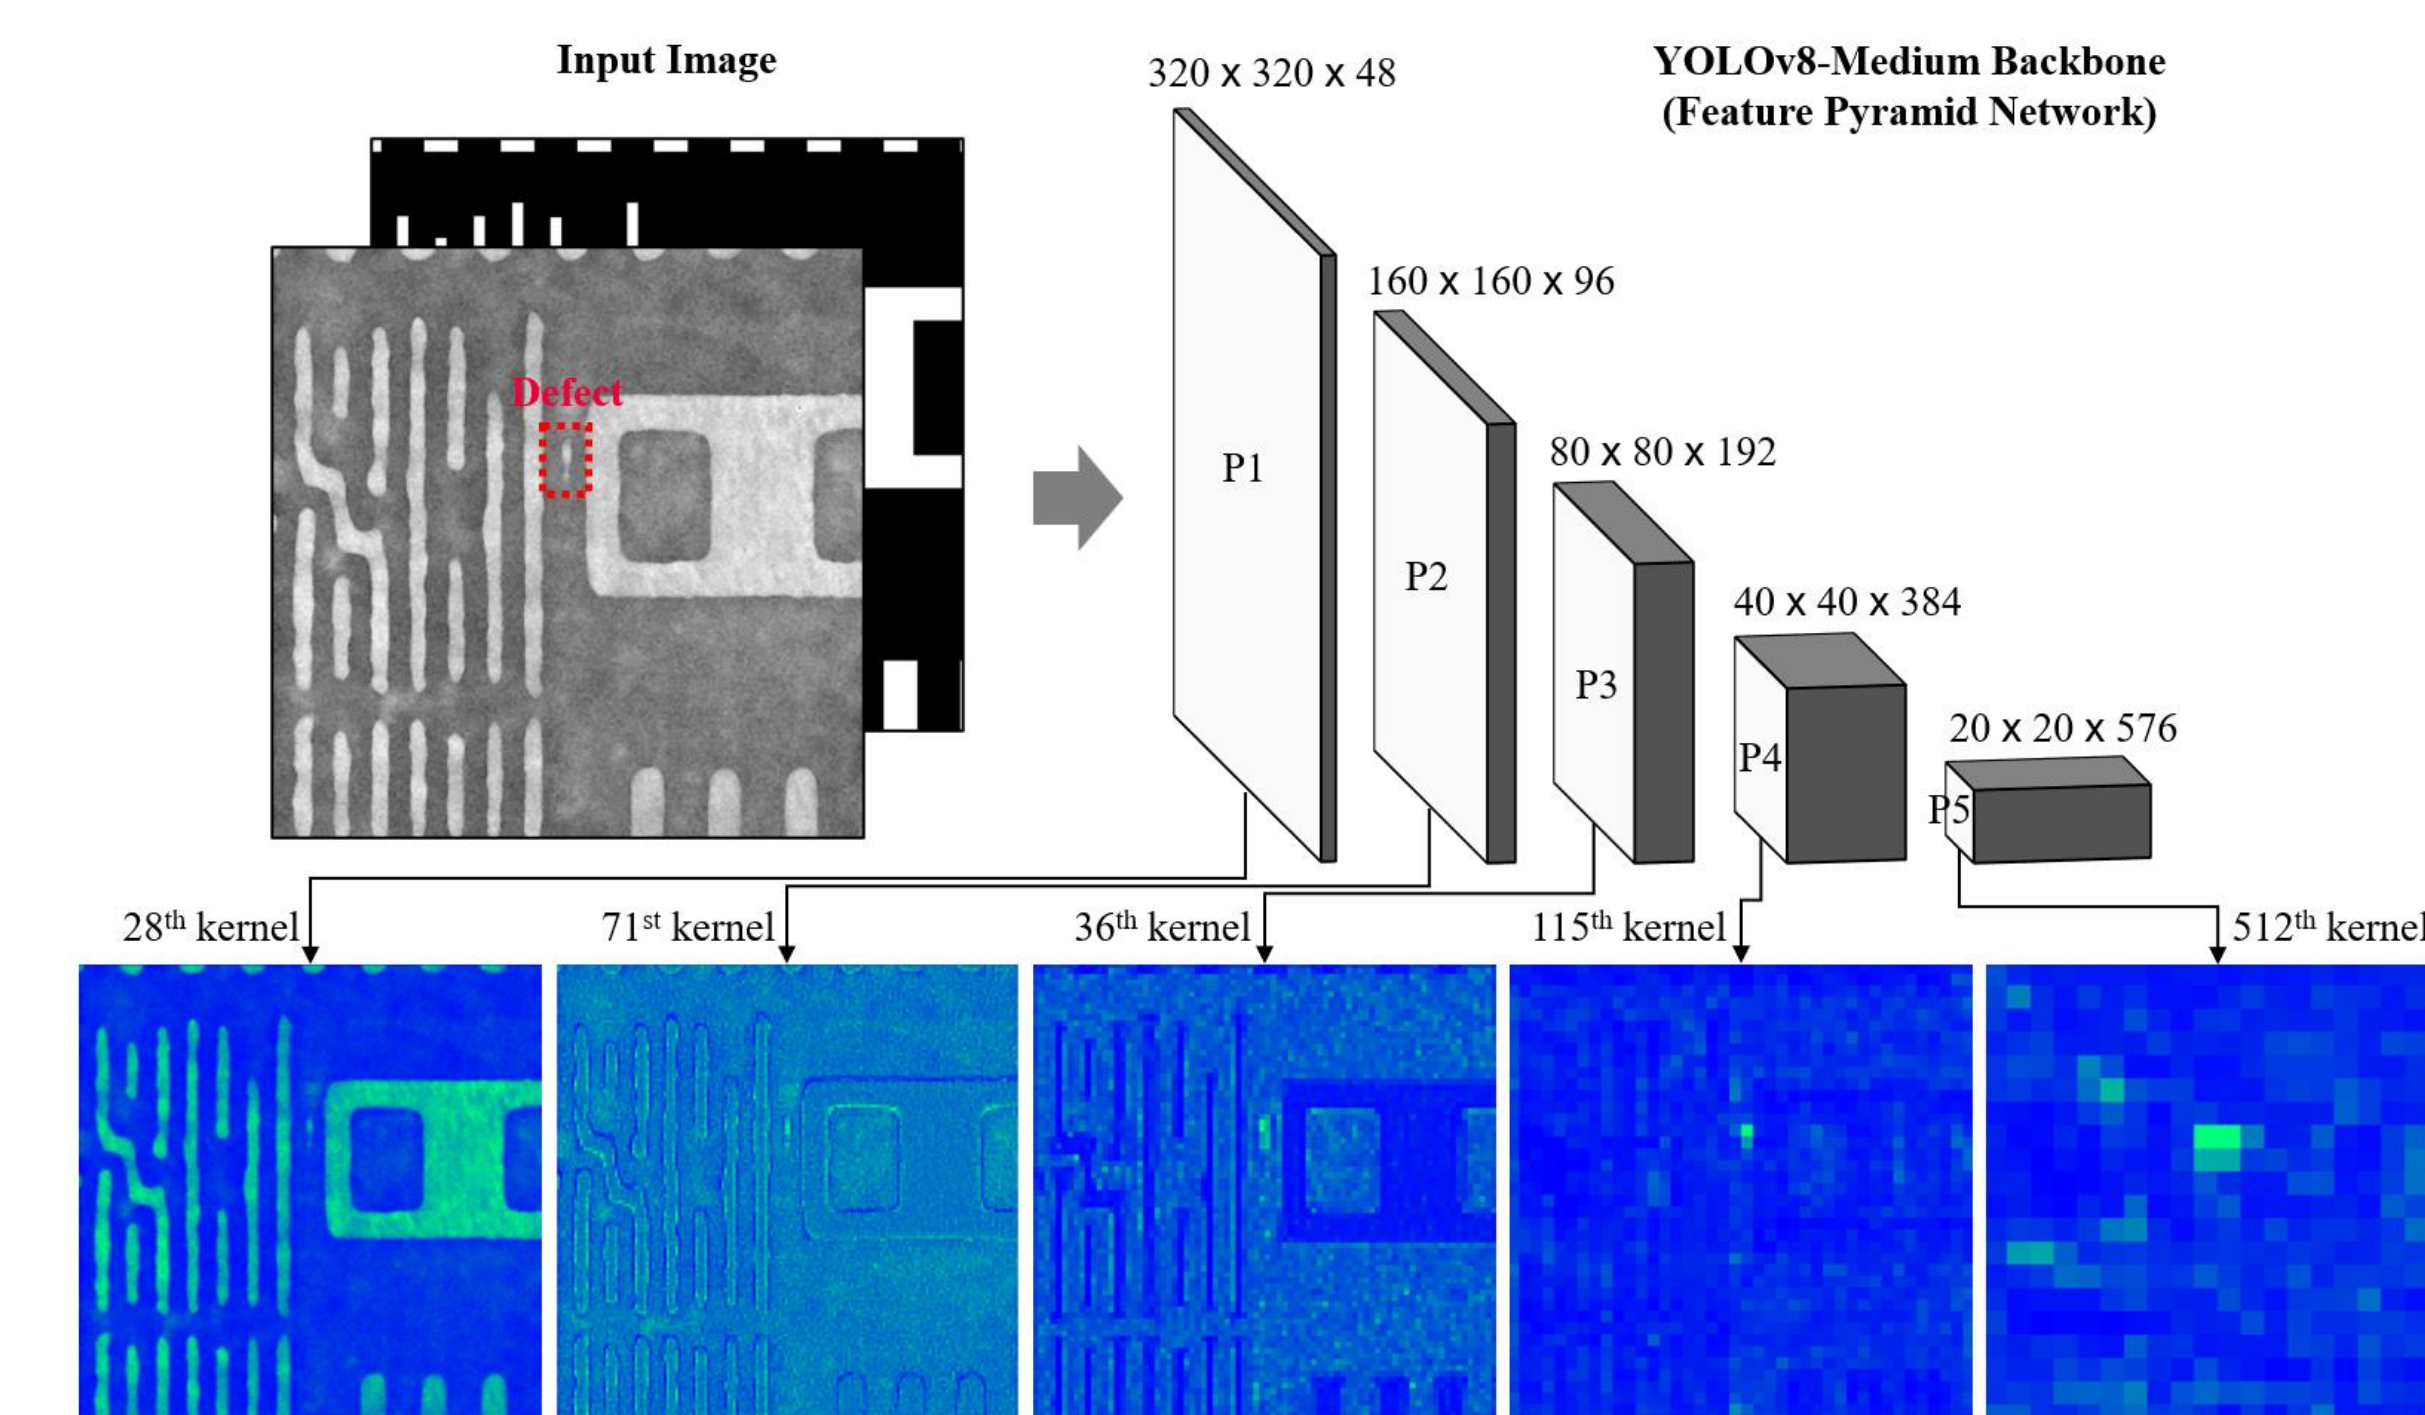 Input Image
YOLOv8-Medium Backbone
(Feature Pyramid Network)
320 x 320 x 48
160 x 160 x 96
80 x 80 x 192
40 x 40 x 384
20 x 20 x 576
Defect
P1
P2
P3
P4
P5
28th kernel
71st kernel
36th kernel
115th kernel
512th kernel